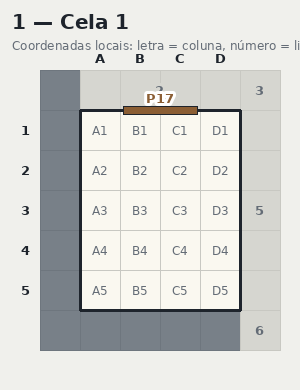 1 — Cela 1
Coordenadas locais: letra = coluna, número = li
A B C D
2 3
P17
1 A1 B1 C1 D1
2 A2 B2 C2 D2
3 A3 B3 C3 D3 5
4 A4 B4 C4 D4
5 A5 B5 C5 D5
6